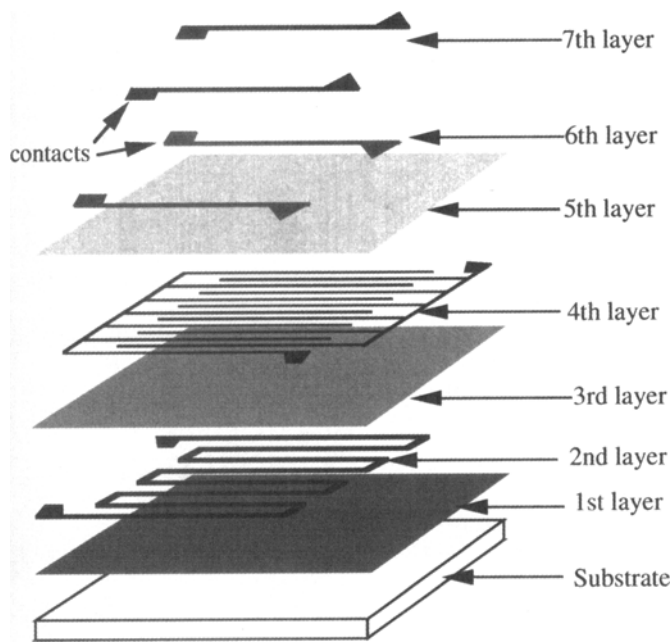 7th layer
6th layer
contacts
5th layer
4th layer
3rd layer
2nd layer
1st layer
Substrate